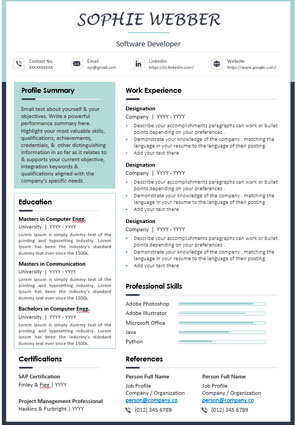 SOPHIE WEBBER
Software Developer
Contact No
XXXXXXXXXX
Email
xyz@gmail.com
LinkedIn
https://in.linkedin.com/
Website
https://www.google.com/
Profile Summary
Small text about yourself & your
objectives. Write a powerful
performance summary here.
Highlight your most valuable skills,
qualifications, achievements,
credentials, & other distinguishing
information in so far as it relates to
& supports your current objective,
integration keywords &
qualifications aligned with the
company's specific needs.
Education
Masters in Computer Engg.
University | YYYY - YYYY
Lorem Ipsum is simply dummy text of the
printing and typesetting industry. Lorem
Ipsum has been the industry's standard
dummy text since 1500s.
Masters in Communication
University | YYYY - YYYY
Lorem Ipsum is simply dummy text of the
printing and typesetting industry. Lorem
Ipsum has been the industry's standard
dummy text since 1500s.
Bachelors in Computer Engg.
University | YYYY - YYYY
Lorem Ipsum is simply dummy text of the
printing and typesetting industry. Lorem
Ipsum has been the industry's standard
dummy text since 1500s.
Certifications
SAP Certification
Finley & Figg | YYYY
Project Management Professional
Haskins & Purbright | YYYY
Work Experience
Designation
Company | YYYY - YYYY
• Describe your accomplishments paragraphs can work or bullet
points depending on your preferences .
• Demonstrate your knowledge of the company , matching the
language in your resume to the language of their posting
• Add your text there
Designation
Company | YYYY - YYYY
• Describe your accomplishments paragraphs can work or bullet
points depending on your preferences .
• Demonstrate your knowledge of the company , matching the
language in your resume to the language of their posting
• Add your text there
Designation
Company | YYYY - YYYY
• Describe your accomplishments paragraphs can work or bullet
points depending on your preferences .
• Demonstrate your knowledge of the company , matching the
language in your resume to the language of their posting
• Add your text there
Professional Skills
Adobe Photoshop
Adobe Illustrator
Microsoft Office
Java
Python
References
Person Full Name
Job Profile
Company / Organization
person@company.co
(012) 345 6789
Person Full Name
Job Profile
Company / Organization
person@company.co
(012) 345 6789